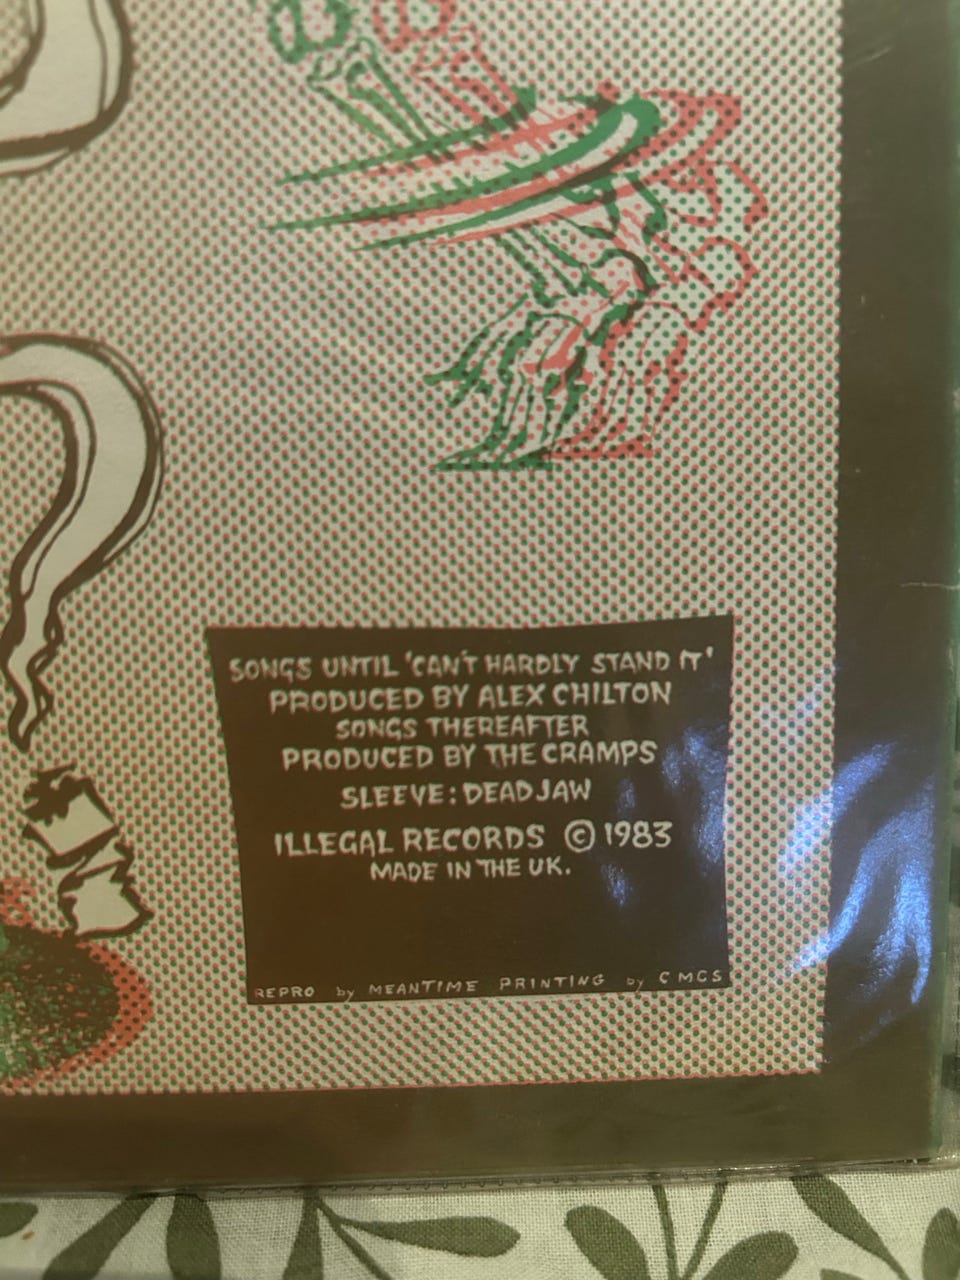 SONGS UNTIL 'CAN'T HARDLY STAND IT'
PRODUCED BY ALEX CHILTON
SONGS THEREAFTER
PRODUCED BY THE CRAMPS
SLEEVE: DEADJAW
ILLEGAL RECORDS © 1983
MADE IN THE UK.
REPRO by MEANTIME PRINTING by CMCS